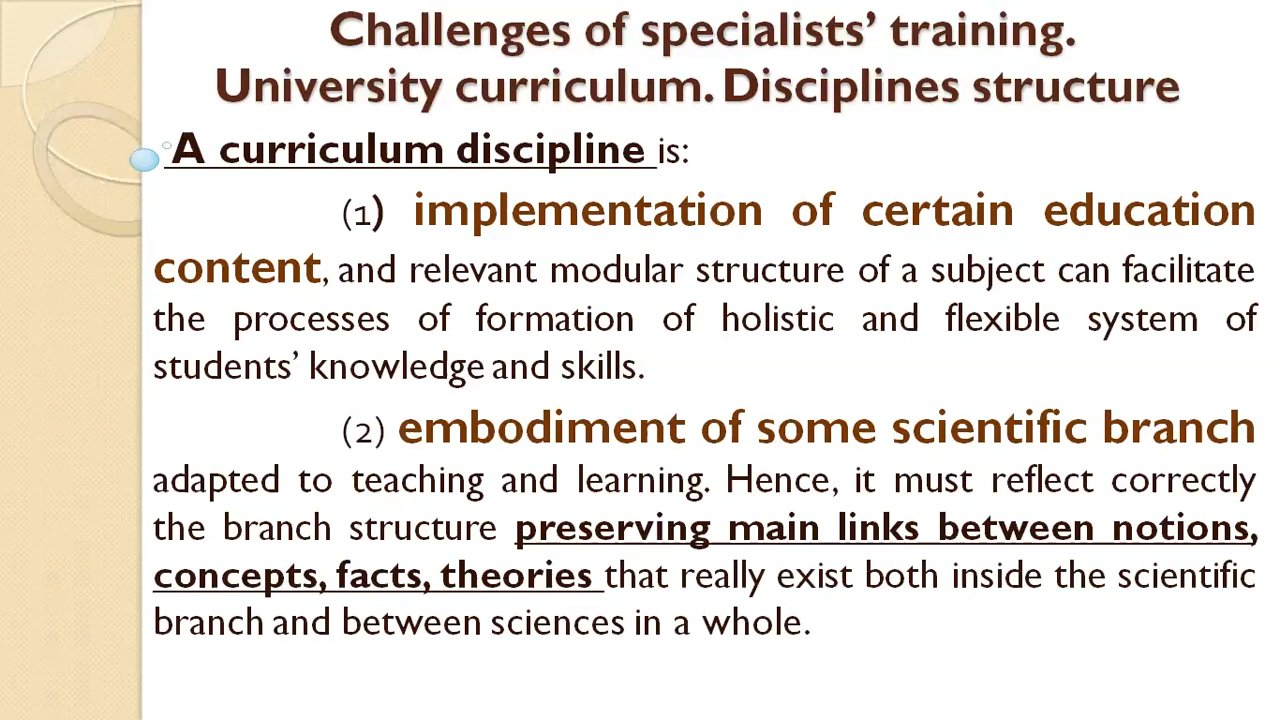 Challenges of specialists’ training.
University curriculum. Disciplines structure
A curriculum discipline is:
(1) implementation of certain education
content, and relevant modular structure of a subject can facilitate
the processes of formation of holistic and flexible system of
students’ knowledge and skills.
(2) embodiment of some scientific branch
adapted to teaching and learning. Hence, it must reflect correctly
the branch structure preserving main links between notions,
concepts, facts, theories that really exist both inside the scientific
branch and between sciences in a whole.